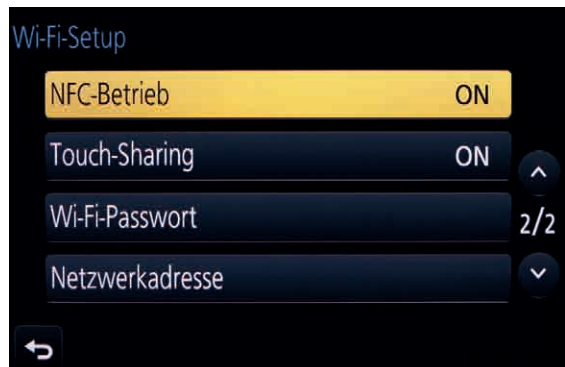 Wi-Fi-Setup
NFC-Betrieb ON
Touch-Sharing ON
Wi-Fi-Passwort
2/2
Netzwerkadresse